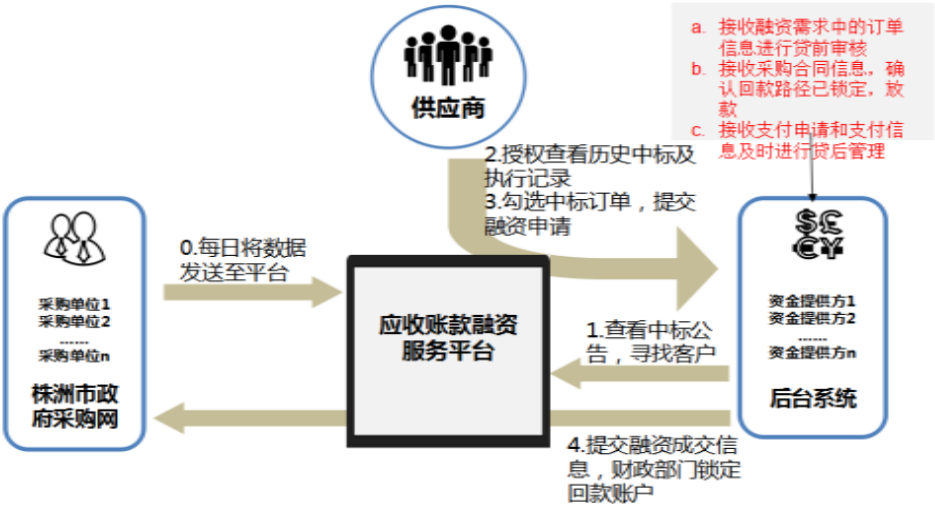 供应商
a. 接收融资需求中的订单
信息进行贷前审核
b. 接收采购合同信息，确
认回款路径已锁定，放
款
c. 接收支付申请和支付信
息及时进行贷后管理
2.授权查看历史中标及
执行记录
3.勾选中标订单，提交
融资申请
0.每日将数据
发送至平台
采购单位1
采购单位2
......
采购单位n
株洲市政
府采购网
应收账款融资
服务平台
1.查看中标公
告，寻找客户
$£
€¥
资金提供方1
资金提供方2
......
资金提供方n
后台系统
4.提交融资成交信
息，财政部门锁定
回款账户